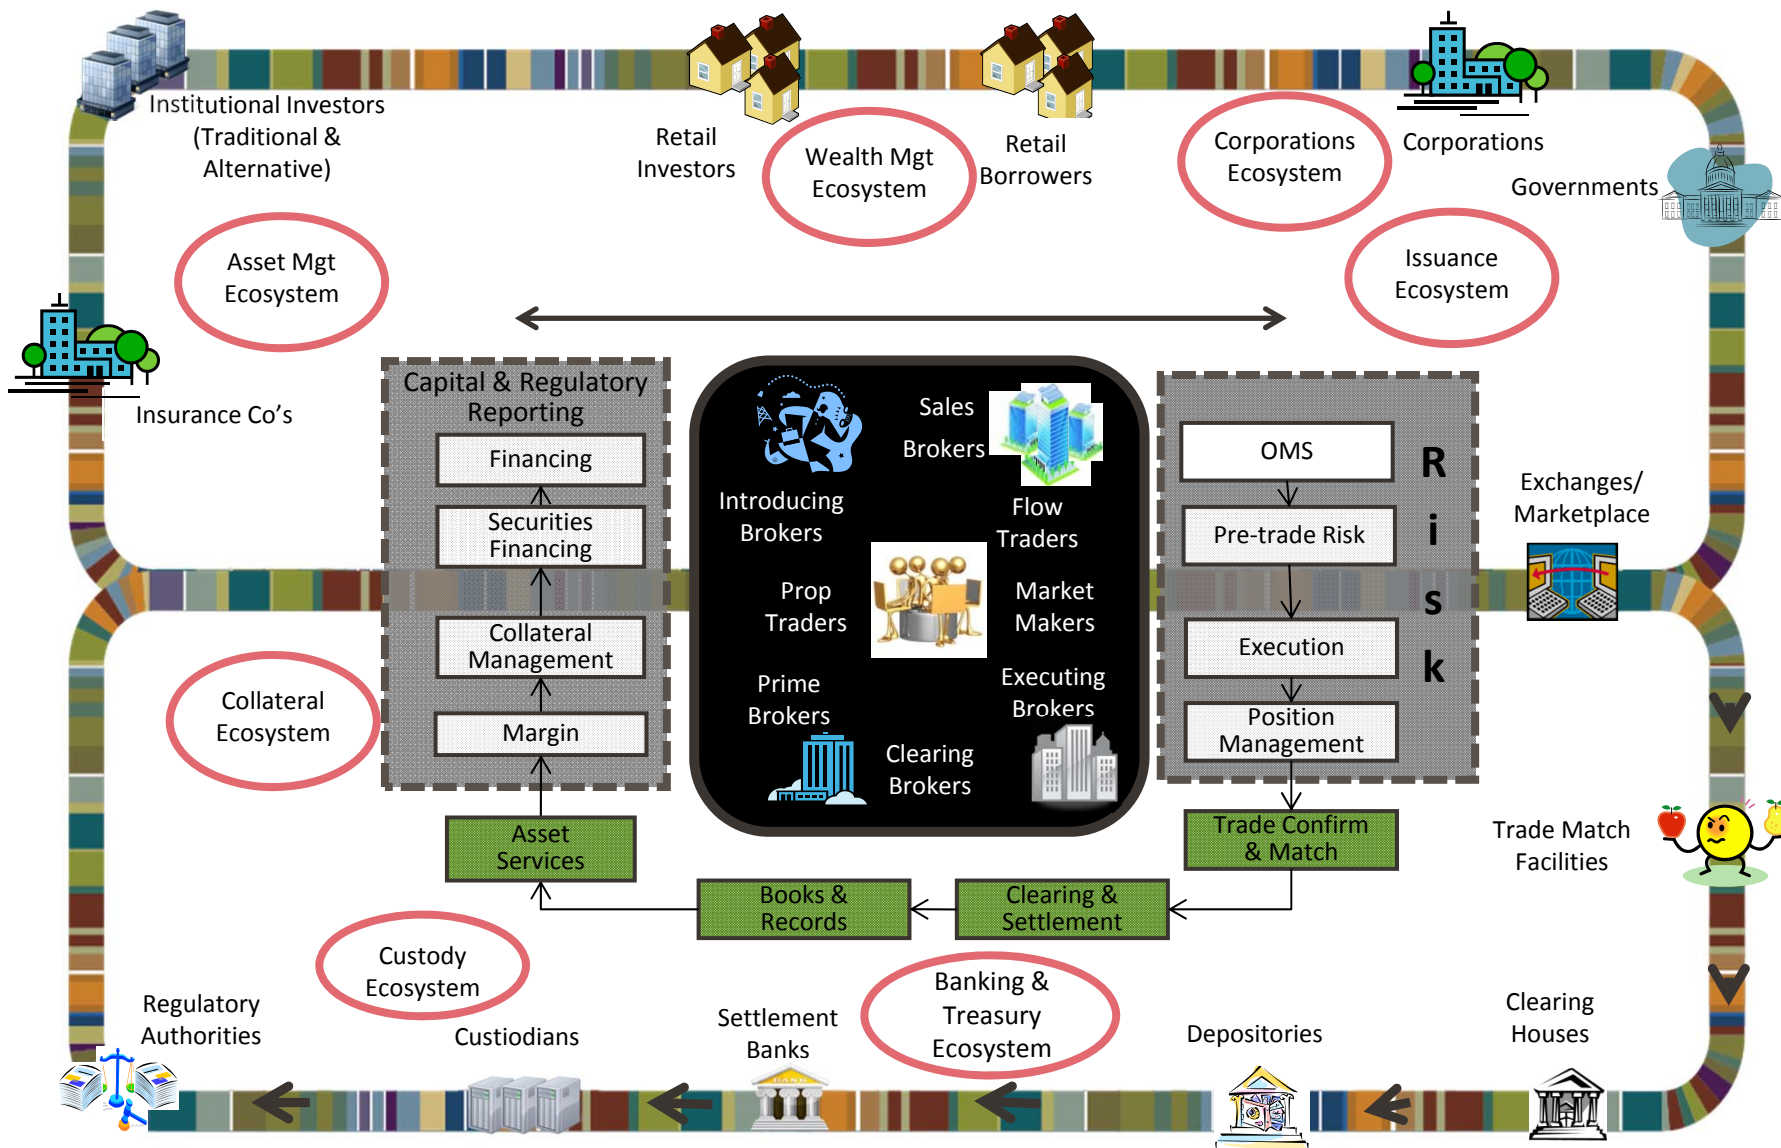 Institutional Investors
(Traditional &
Alternative)
Retail
Investors
Wealth Mgt
Ecosystem
Retail
Borrowers
Corporations
Ecosystem
Corporations
Governments
Asset Mgt
Ecosystem
Issuance
Ecosystem
Insurance Co's
Capital & Regulatory
Reporting
Financing
Securities
Financing
Collateral
Management
Margin
Sales
Brokers
Introducing
Brokers
Flow
Traders
Prop
Traders
Market
Makers
Prime
Brokers
Executing
Brokers
Clearing
Brokers
OMS
Pre-trade Risk
Execution
Position
Management
R
i
s
k
Exchanges/
Marketplace
Collateral
Ecosystem
Asset
Services
Trade Confirm
& Match
Trade Match
Facilities
Books &
Records
Clearing &
Settlement
Custody
Ecosystem
Banking &
Treasury
Ecosystem
Regulatory
Authorities
Custiodians
Settlement
Banks
BANK
Depositories
Clearing
Houses